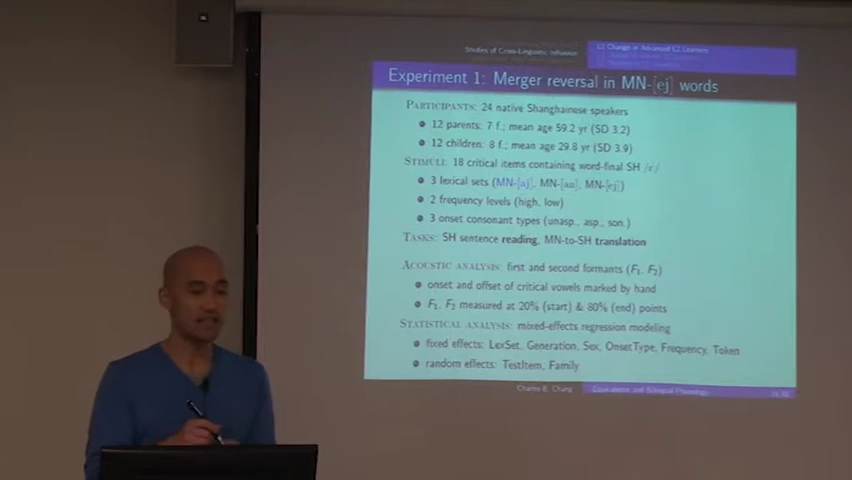 Studies of Cross-Linguistic Influence
L1 Change in Advanced L2 Learners
Experiment 1: Merger reversal in MN-[ej] words
PARTICIPANTS: 24 native Shanghainese speakers
12 parents: 7 f.; mean age 59.2 yr (SD 3.2)
12 children: 8 f.; mean age 29.8 yr (SD 3.9)
STIMULI: 18 critical items containing word-final SH
3 lexical sets (MN-[aj], MN-[an], MN-[ej])
2 frequency levels (high, low)
3 onset consonant types (unasp., asp., son.)
TASKS: SH sentence reading, MN-to-SH translation
ACOUSTIC ANALYSIS: first and second formants (F1, F2)
onset and offset of critical vowels marked by hand
F1, F2 measured at 20% (start) & 80% (end) points
STATISTICAL ANALYSIS: mixed-effects regression modeling
fixed effects: LexSet, Generation, Sex, OnsetType, Frequency, Token
random effects: TestItem, Family
Charles B. Chang
Equivalence and Bilingual Phonology